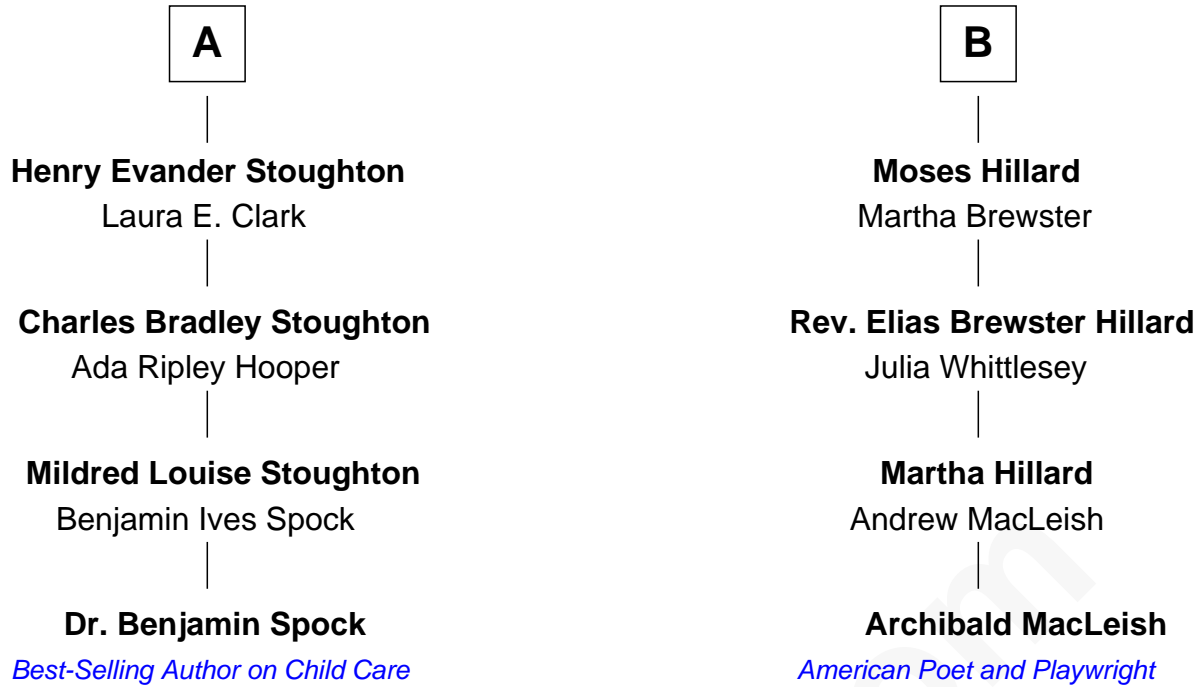 A
Henry Evander Stoughton
Laura E. Clark
Charles Bradley Stoughton
Ada Ripley Hooper
Mildred Louise Stoughton
Benjamin Ives Spock
Dr. Benjamin Spock
Best-Selling Author on Child Care
B
Moses Hillard
Martha Brewster
Rev. Elias Brewster Hillard
Julia Whittlesey
Martha Hillard
Andrew MacLeish
Archibald MacLeish
American Poet and Playwright